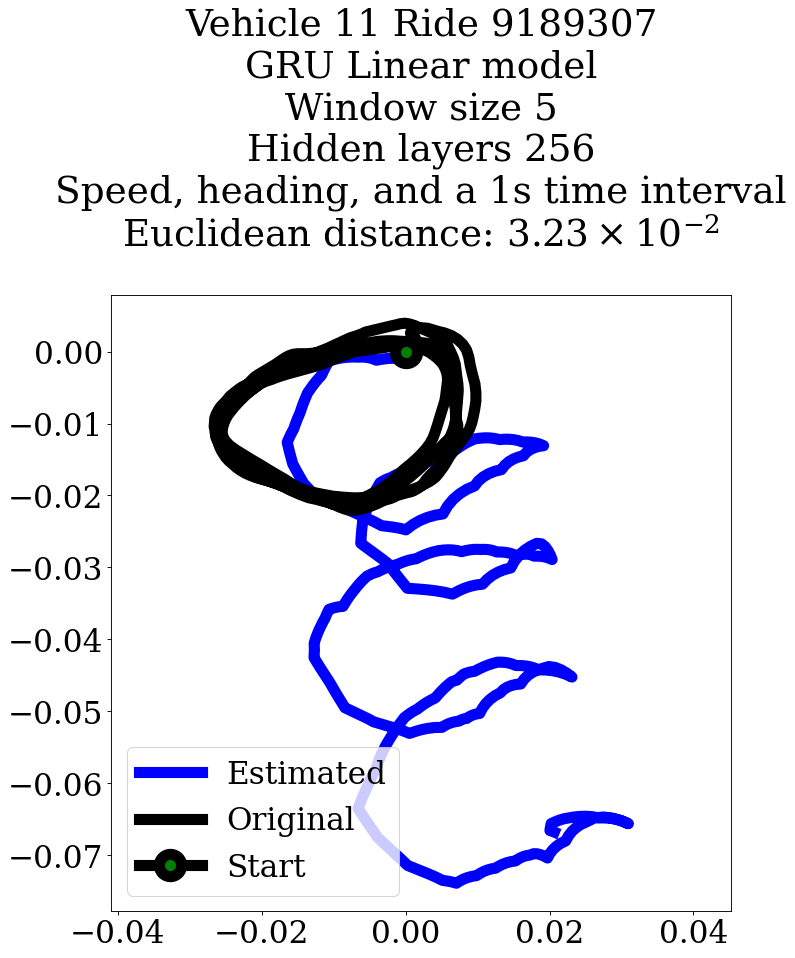 Vehicle 11 Ride 9189307
GRU Linear model
Window size 5
Hidden layers 256
Speed, heading, and a 1s time interval
Euclidean distance: 3.23 × 10⁻²
0.00
−0.01
−0.02
−0.03
−0.04
−0.05
−0.06
−0.07
Estimated
Original
Start
−0.04 −0.02 0.00 0.02 0.04